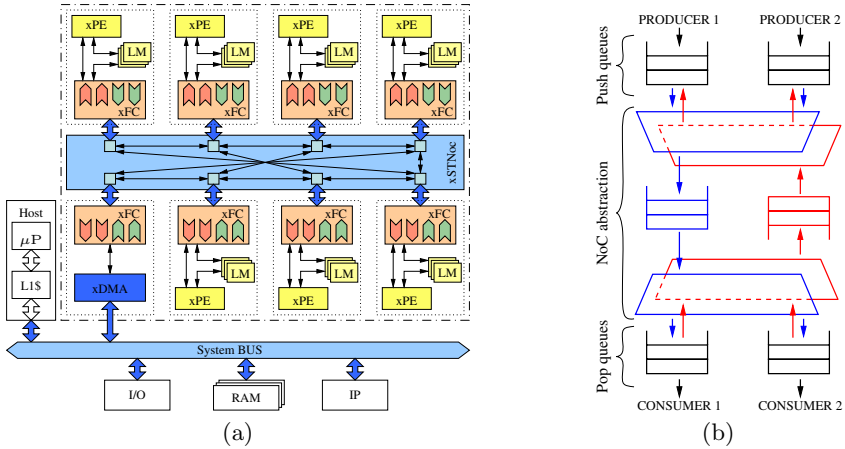 xPE
LM
xFC
xPE
LM
xFC
xPE
LM
xFC
xPE
LM
xFC
xSTNoc
Host
μP
L1$
xFC
xDMA
xFC
LM
xPE
xFC
LM
xPE
xFC
LM
xPE
System BUS
I/O
RAM
IP
(a)
PRODUCER 1
PRODUCER 2
Push queues
NoC abstraction
Pop queues
CONSUMER 1
CONSUMER 2
(b)